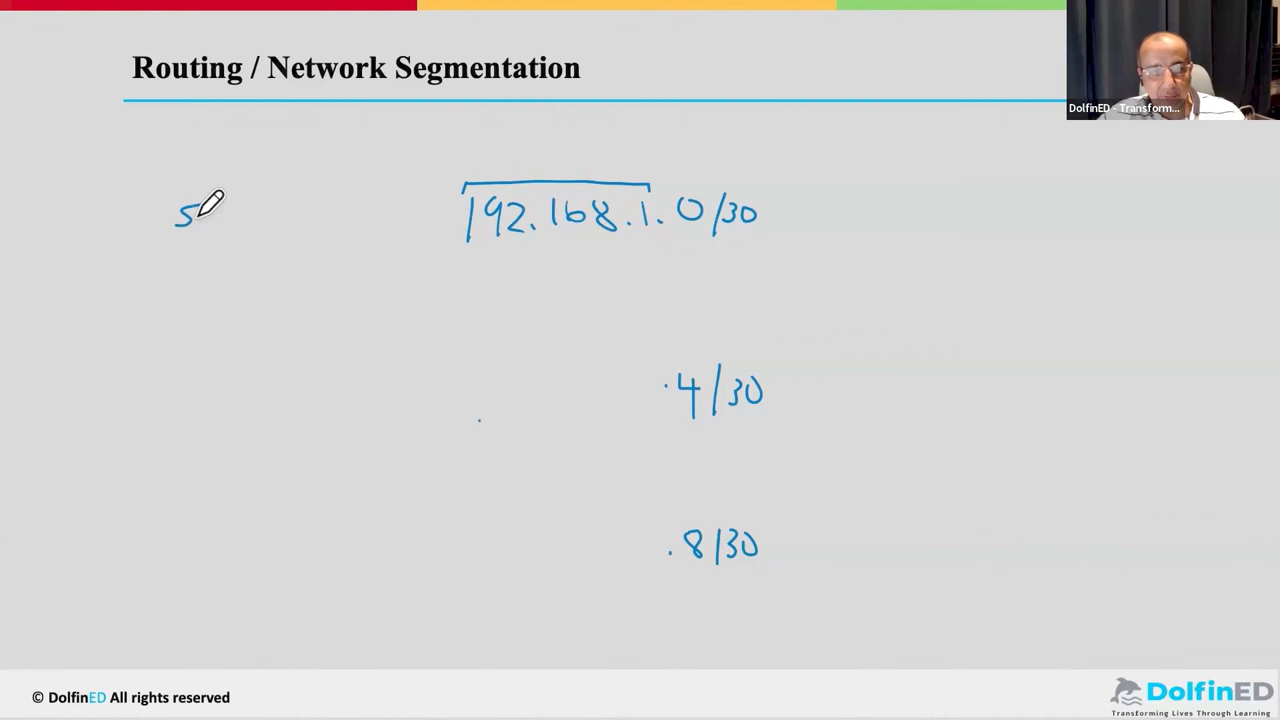 Routing / Network Segmentation
DolfinED - Transform...
S
192.168.1.0/30
.4/30
.8/30
© DolfinED All rights reserved
DolfinED
Transforming Lives Through Learning